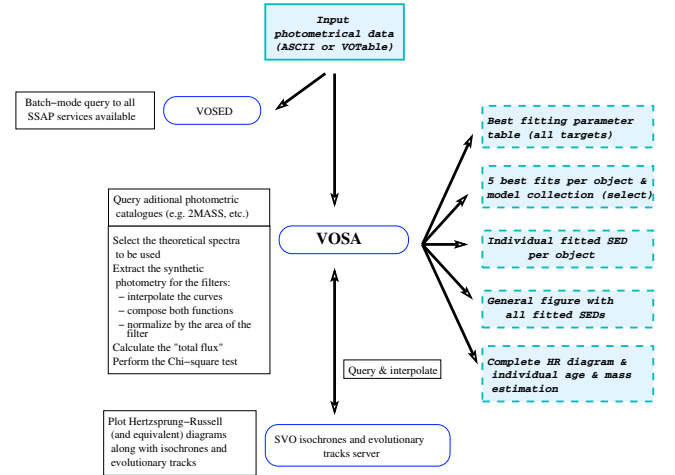 Input
photometrical data
(ASCII or VOTable)
Batch−mode query to all
SSAP services available
VOSED
Best fitting parameter
table (all targets)
Query aditional photometric
catalogues (e.g. 2MASS, etc.)
5 best fits per object &
model collection (select)
Select the theoretical spectra
to be used
Extract the synthetic
photometry for the filters:
− interpolate the curves
− compose both functions
− normalize by the area of the
filter
Calculate the "total flux"
Perform the Chi−square test
VOSA
Individual fitted SED
per object
General figure with
all fitted SEDs
Complete HR diagram &
individual age & mass
estimation
Query & interpolate
Plot Hertzsprung−Russell
(and equivalent) diagrams
along with isochrones and
evolutionary tracks
SVO isochrones and evolutionary
tracks server